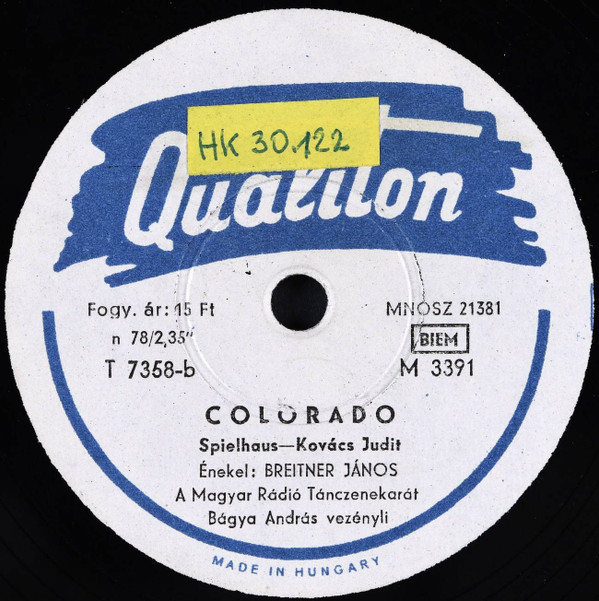 HK 30.122
Qualiton
Fogy. ár: 15 Ft
MNOSZ 21381
n 78/2,35"
BIEM
T 7358-b
M 3391
COLORADO
Spielhaus—Kovács Judit
Énekel: BREITNER JÁNOS
A Magyar Rádió Tánczenekarát
Bágya András vezényli
MADE IN HUNGARY